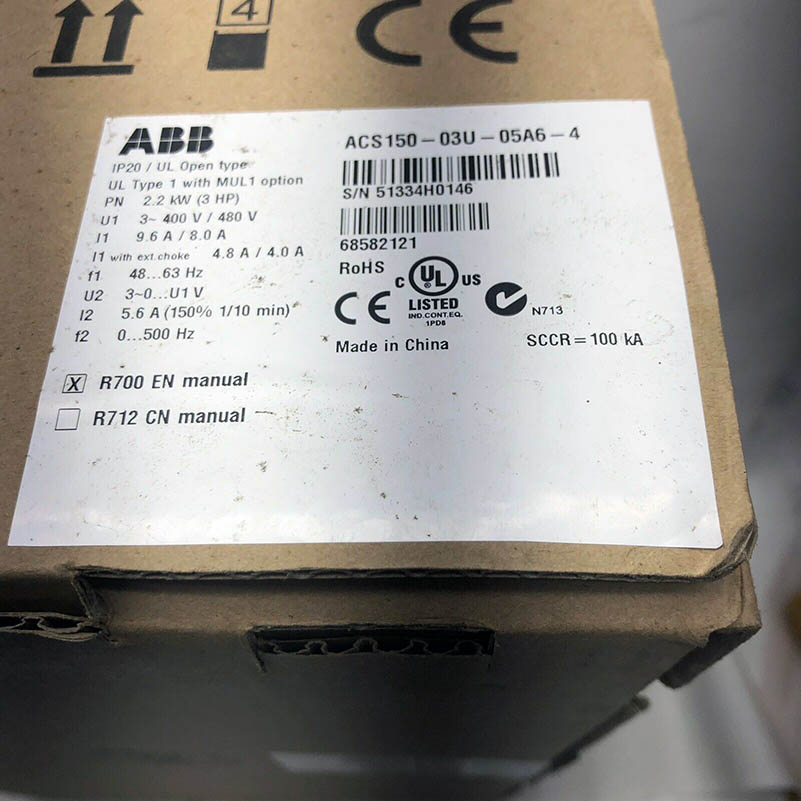 4
ABB
ACS150-03U-05A6-4
IP20 / UL Open type
UL Type 1 with MUL1 option
PN 2.2 kW (3 HP)
U1 3~ 400 V / 480 V
I1 9.6 A / 8.0 A
I1 with ext.choke 4.8 A / 4.0 A
f1 48...63 Hz
U2 3~0...U1 V
I2 5.6 A (150% 1/10 min)
f2 0...500 Hz
S/N 51334H0146
68582121
RoHS
C UL US
®
LISTED
IND.CONT.EQ.
1PD8
CE
N713
Made in China
SCCR = 100 kA
X R700 EN manual
R712 CN manual
CE